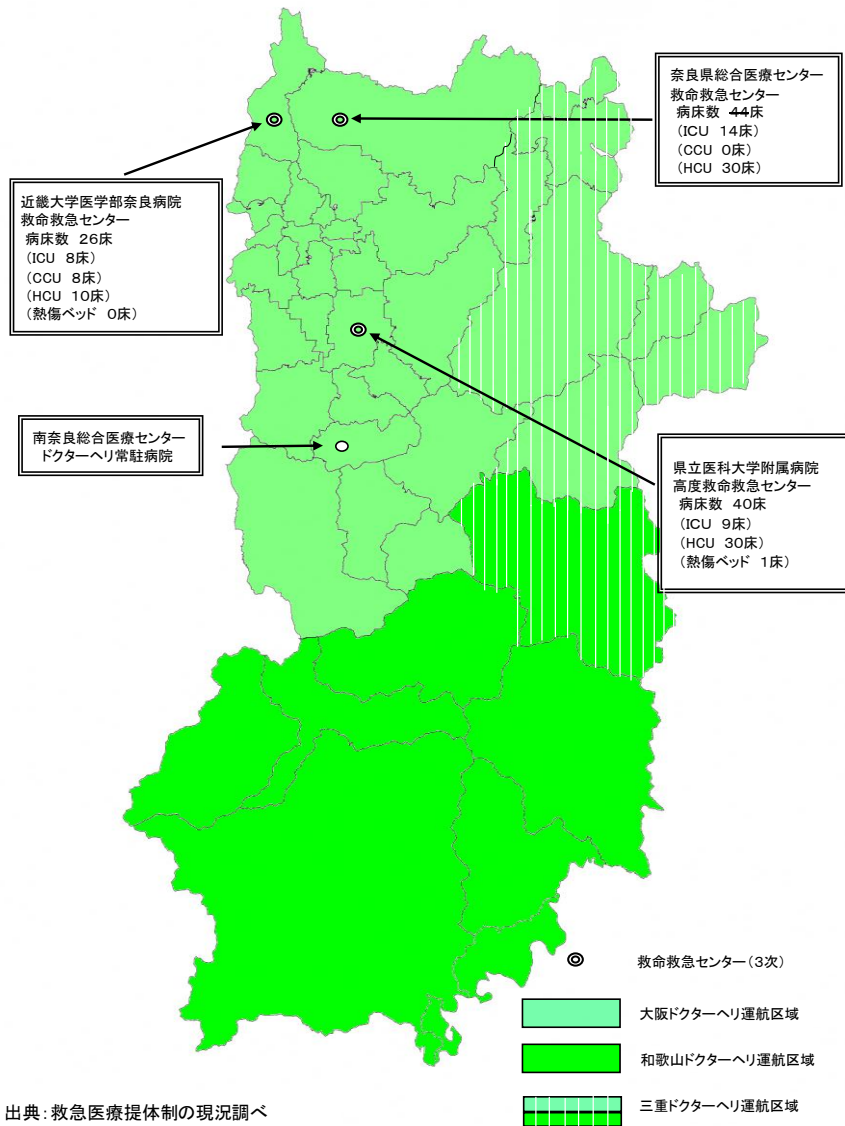 奈良県総合医療センター
救命救急センター
病床数 44床
(ICU 14床)
(CCU 0床)
(HCU 30床)
近畿大学医学部奈良病院
救命救急センター
病床数 26床
(ICU 8床)
(CCU 8床)
(HCU 10床)
(熱傷ベッド 0床)
南奈良総合医療センター
ドクターヘリ常駐病院
県立医科大学附属病院
高度救命救急センター
病床数 40床
(ICU 9床)
(HCU 30床)
(熱傷ベッド 1床)
救命救急センター(3次)
大阪ドクターヘリ運航区域
和歌山ドクターヘリ運航区域
三重ドクターヘリ運航区域
出典:救急医療提体制の現況調べ